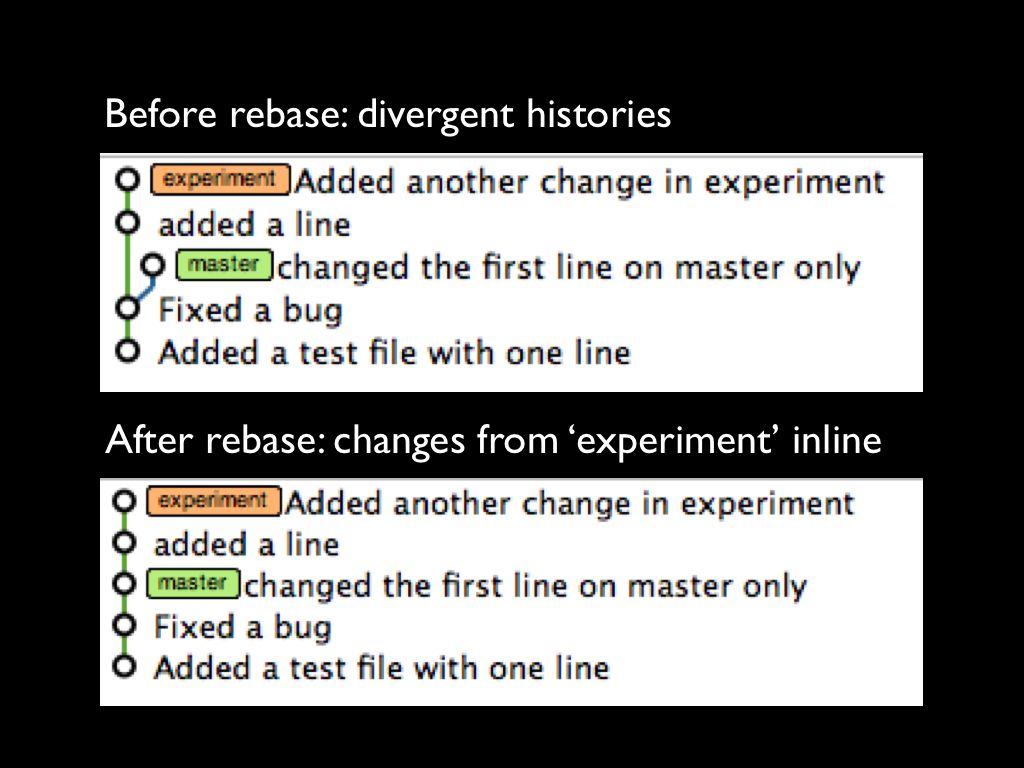 Before rebase: divergent histories
experiment Added another change in experiment
added a line
master changed the first line on master only
Fixed a bug
Added a test file with one line
After rebase: changes from ‘experiment’ inline
experiment Added another change in experiment
added a line
master changed the first line on master only
Fixed a bug
Added a test file with one line